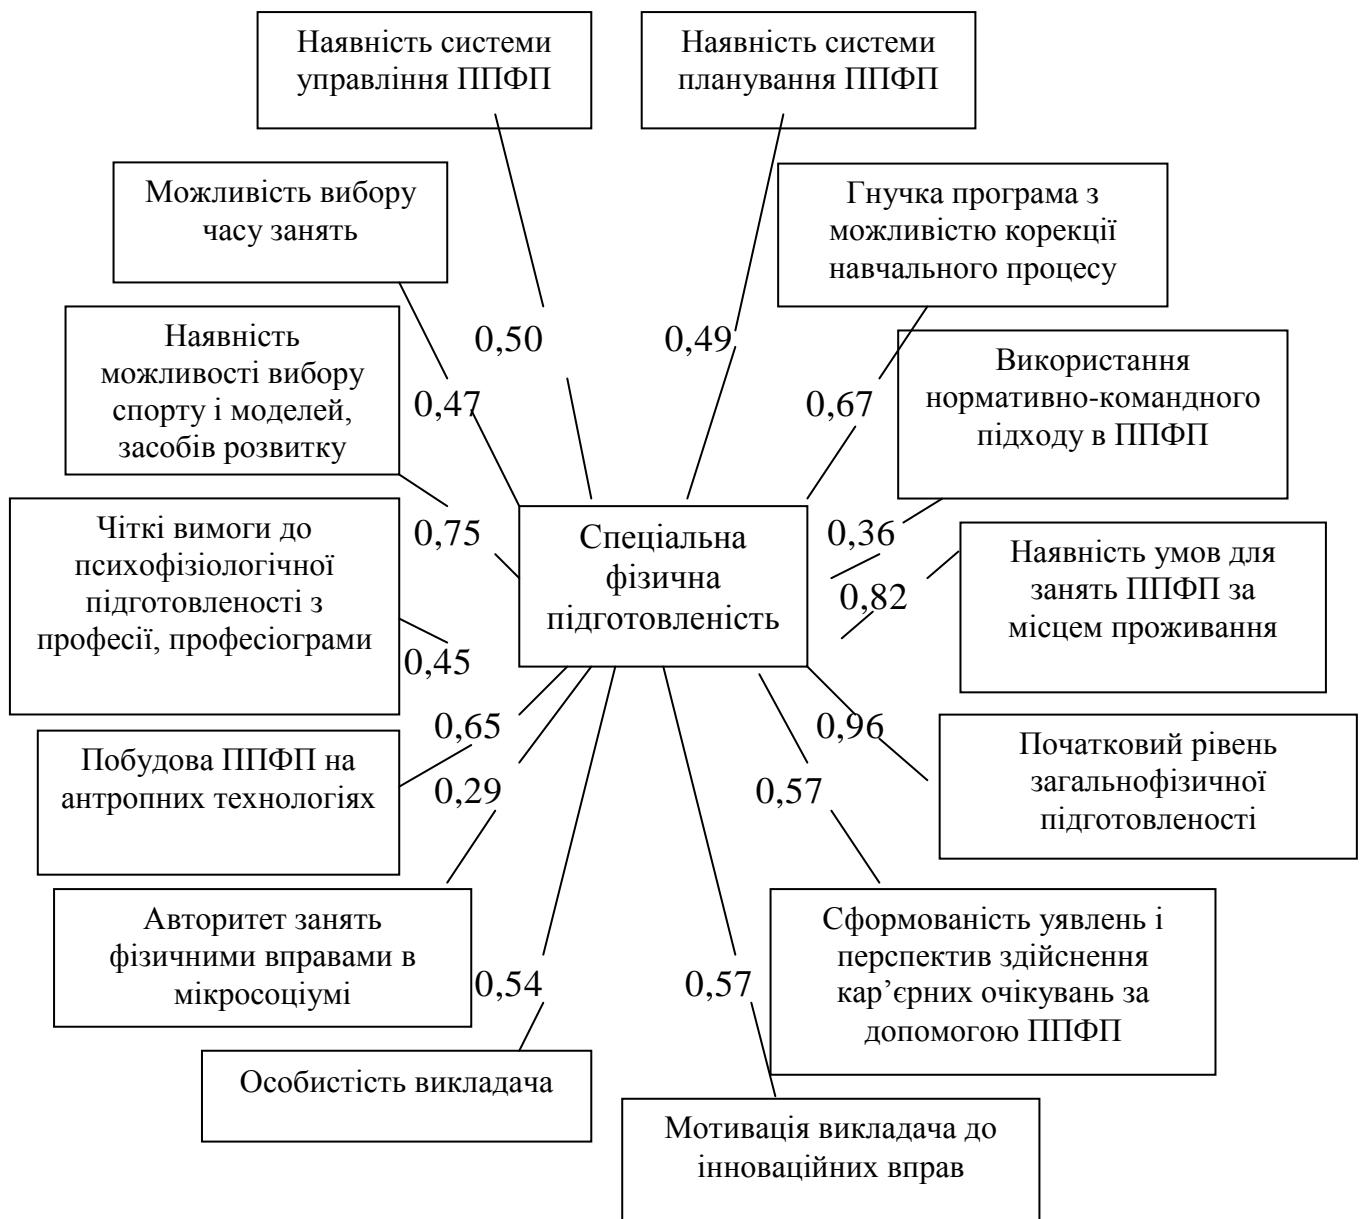 Наявність системи
управління ППФП
Наявність системи
планування ППФП
Можливість вибору
часу занять
Гнучка програма з
можливістю корекції
навчального процесу
Наявність
можливості вибору
спорту і моделей,
засобів розвитку
0,50
0,49
Використання
нормативно-командного
підходу в ППФП
0,47
0,67
Чіткі вимоги до
психофізіологічної
підготовленості з
професії, професіограми
0,75
Спеціальна
фізична
підготовленість
0,36
0,82
Наявність умов для
занять ППФП за
місцем проживання
0,45
0,65
0,96
Побудова ППФП на
антропних технологіях
0,29
0,57
Початковий рівень
загальнофізичної
підготовленості
Авторитет занять
фізичними вправами в
мікросоціумі
0,54
0,57
Сформованість уявлень і
перспектив здійснення
кар’єрних очікувань за
допомогою ППФП
Особистість викладача
Мотивація викладача до
інноваційних вправ